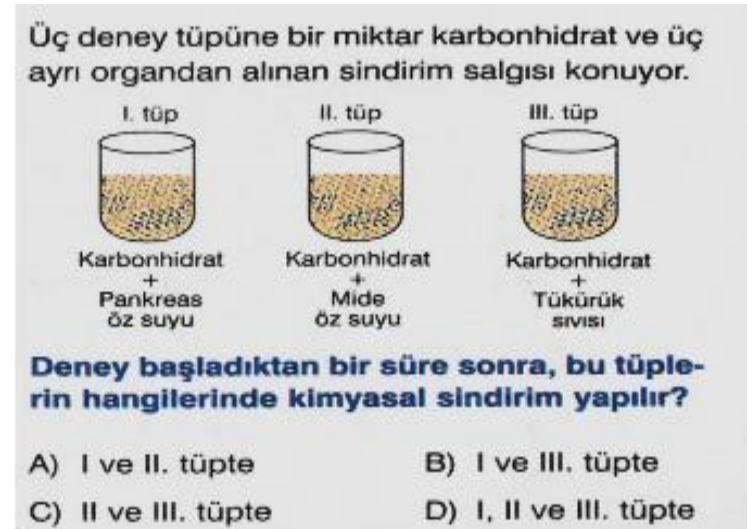 Üç deney tüpüne bir miktar karbonhidrat ve üç
ayrı organdan alınan sindirim salgısı konuyor.
I. tüp II. tüp III. tüp
Karbonhidrat Karbonhidrat Karbonhidrat
+ + +
Pankreas Mide Tükürük
öz suyu öz suyu sıvısı
Deney başladıktan bir süre sonra, bu tüple-
rin hangilerinde kimyasal sindirim yapılır?
A) I ve II. tüpte B) I ve III. tüpte
C) II ve III. tüpte D) I, II ve III. tüpte